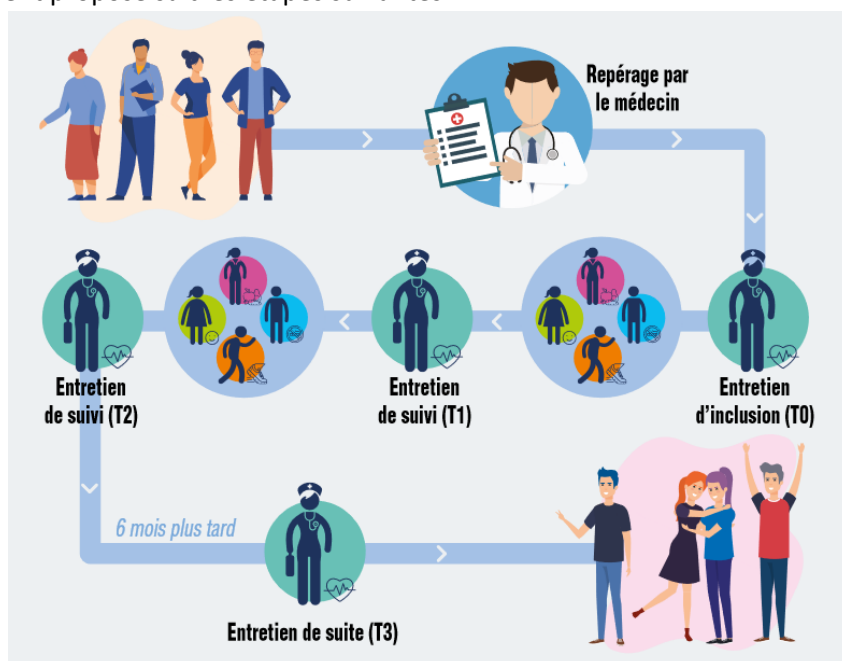 Repérage par
le médecin
Entretien
de suivi (T2)
Entretien
de suivi (T1)
Entretien
d'inclusion (T0)
6 mois plus tard
Entretien de suite (T3)